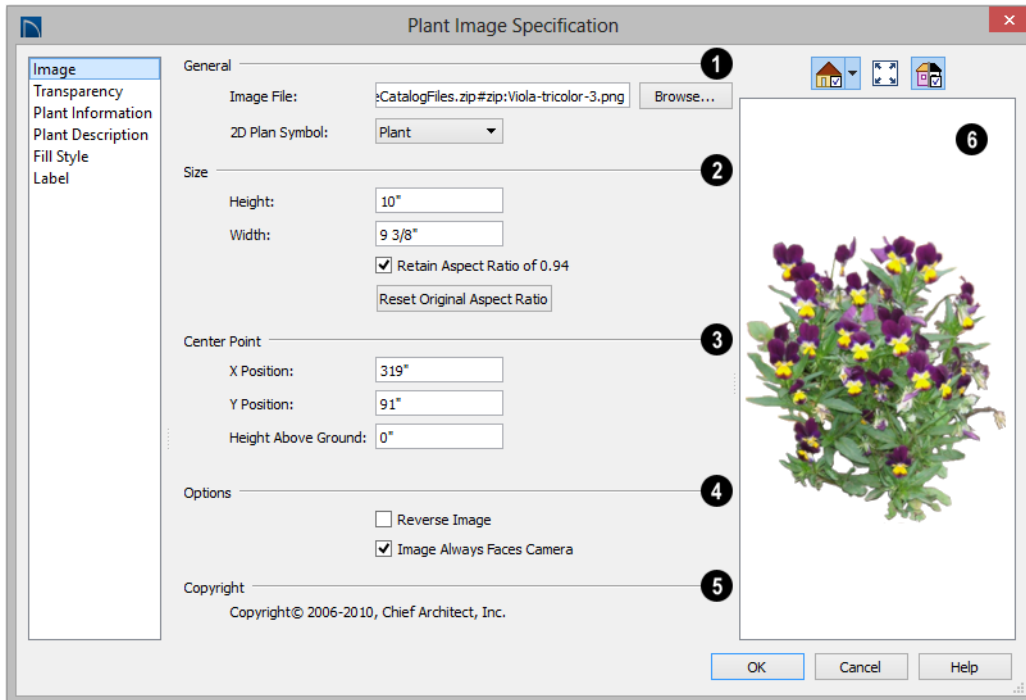 Plant Image Specification
Image
Transparency
Plant Information
Plant Description
Fill Style
Label
General
1
Image File:
eCatalogFiles.zip#zip:Viola-tricolor-3.png
Browse...
2D Plan Symbol:
Plant
Size
2
Height:
10"
Width:
9 3/8"
Retain Aspect Ratio of 0.94
Reset Original Aspect Ratio
Center Point
3
X Position:
319"
Y Position:
91"
Height Above Ground:
0"
Options
4
Reverse Image
Image Always Faces Camera
Copyright
5
Copyright© 2006-2010, Chief Architect, Inc.
6
OK
Cancel
Help